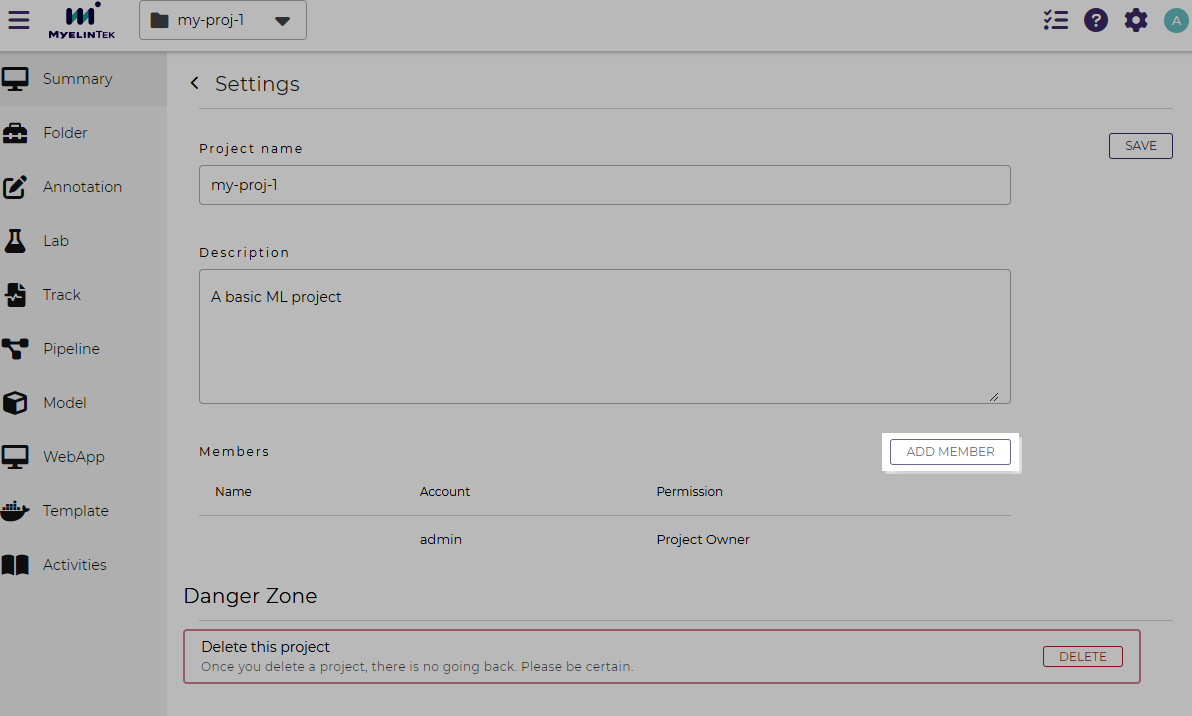 MYELINTEK
my-proj-1
?
A
Summary
Folder
Annotation
Lab
Track
Pipeline
Model
WebApp
Template
Activities
Settings
SAVE
Project name
my-proj-1
Description
A basic ML project
Members
ADD MEMBER
Name Account Permission
admin Project Owner
Danger Zone
Delete this project
Once you delete a project, there is no going back. Please be certain.
DELETE